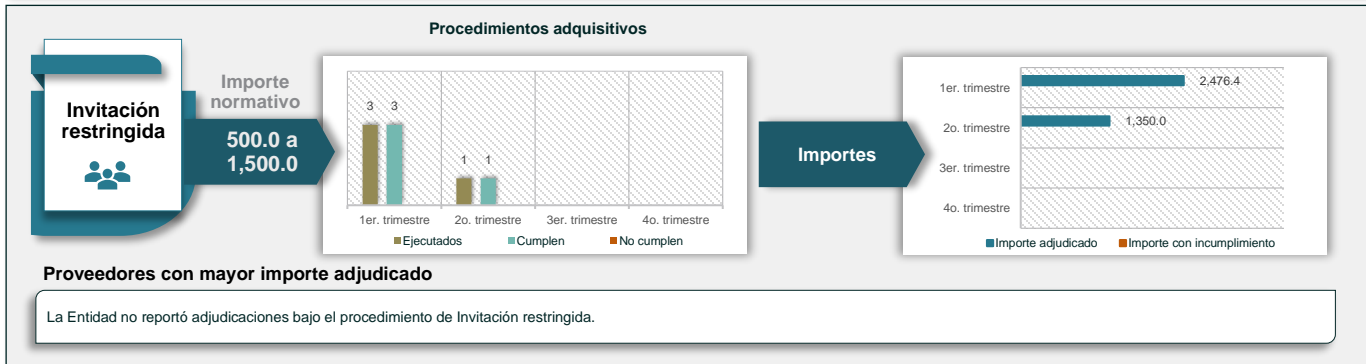 Procedimientos adquisitivos
Invitación
restringida
Importe
normativo
500.0 a
1,500.0
3
3
1
1
1er. trimestre
2o. trimestre
3er. trimestre
4o. trimestre
Ejecutados
Cumplen
No cumplen
Importes
1er. trimestre
2,476.4
2o. trimestre
1,350.0
3er. trimestre
4o. trimestre
Importe adjudicado
Importe con incumplimiento
Proveedores con mayor importe adjudicado
La Entidad no reportó adjudicaciones bajo el procedimiento de Invitación restringida.